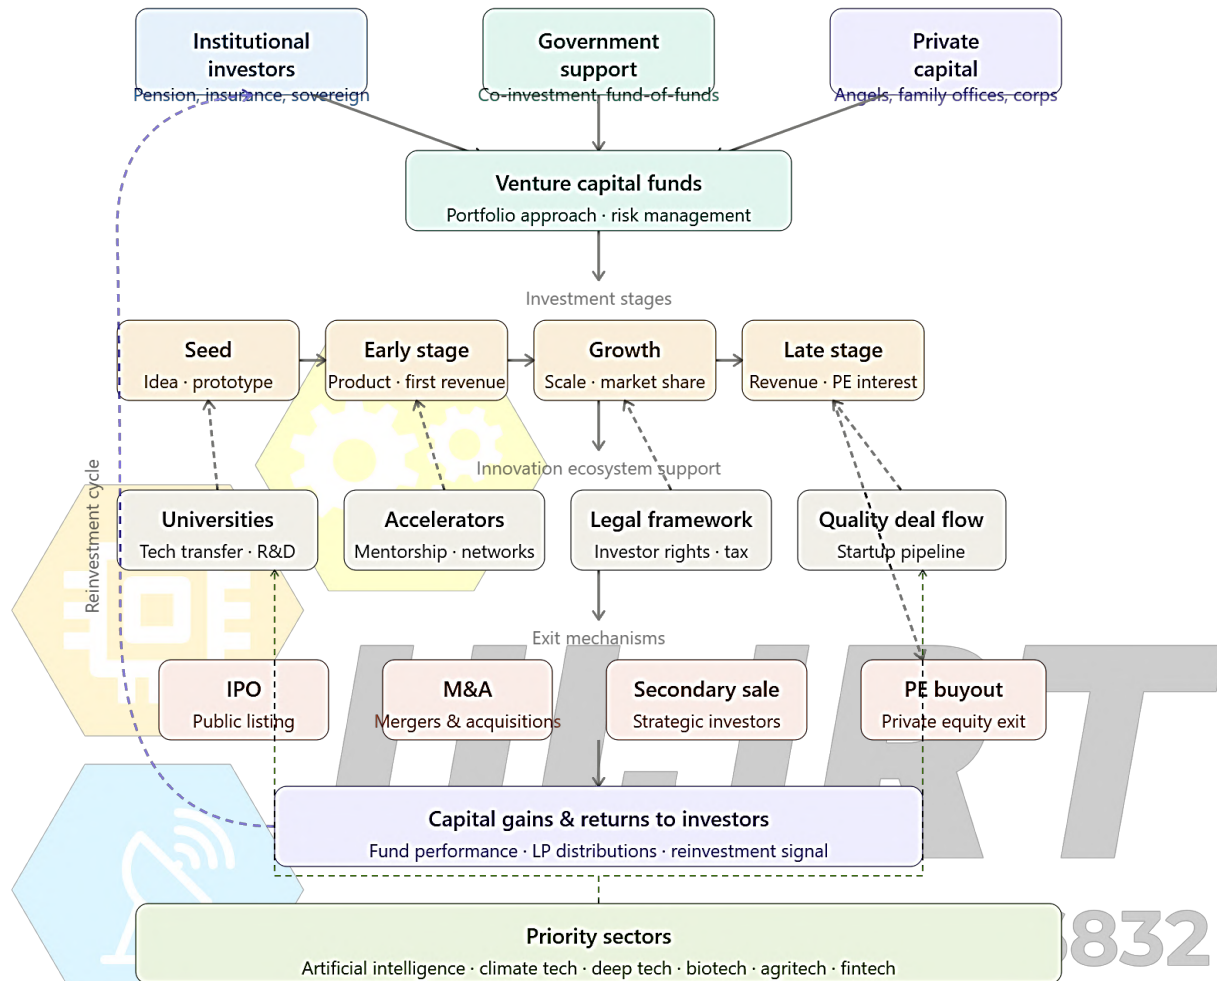 Institutional
investors
Pension, insurance, sovereign
Government
support
Co-investment, fund-of-funds
Private
capital
Angels, family offices, corps
Venture capital funds
Portfolio approach · risk management
Investment stages
Seed
Idea · prototype
Early stage
Product · first revenue
Growth
Scale · market share
Late stage
Revenue · PE interest
Innovation ecosystem support
Reinvestment cycle
Universities
Tech transfer · R&D
Accelerators
Mentorship · networks
Legal framework
Investor rights · tax
Quality deal flow
Startup pipeline
Exit mechanisms
IPO
Public listing
M&A
Mergers & acquisitions
Secondary sale
Strategic investors
PE buyout
Private equity exit
Capital gains & returns to investors
Fund performance · LP distributions · reinvestment signal
Priority sectors
Artificial intelligence · climate tech · deep tech · biotech · agritech · fintech
832